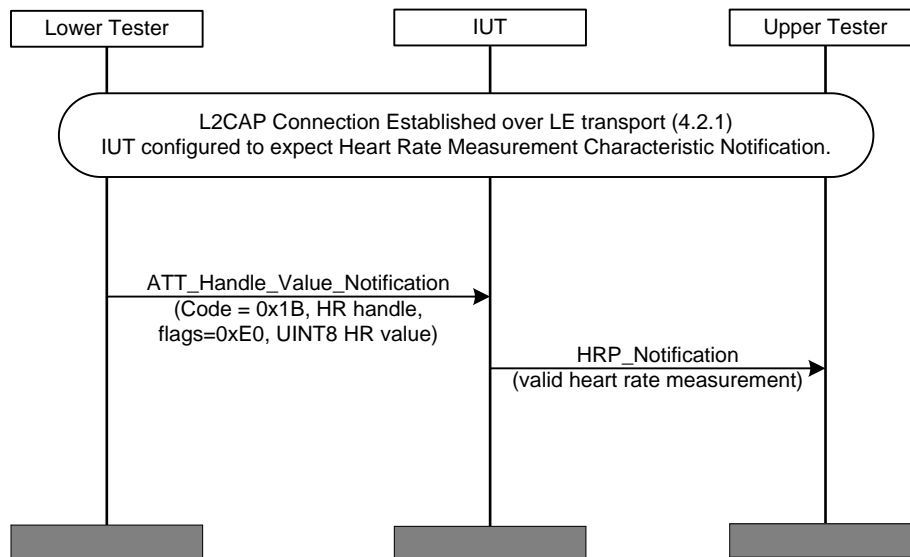 Lower Tester
IUT
Upper Tester
L2CAP Connection Established over LE transport (4.2.1)
IUT configured to expect Heart Rate Measurement Characteristic Notification.
ATT_Handle_Value_Notification
(Code = 0x1B, HR handle,
flags=0xE0, UINT8 HR value)
HRP_Notification
(valid heart rate measurement)